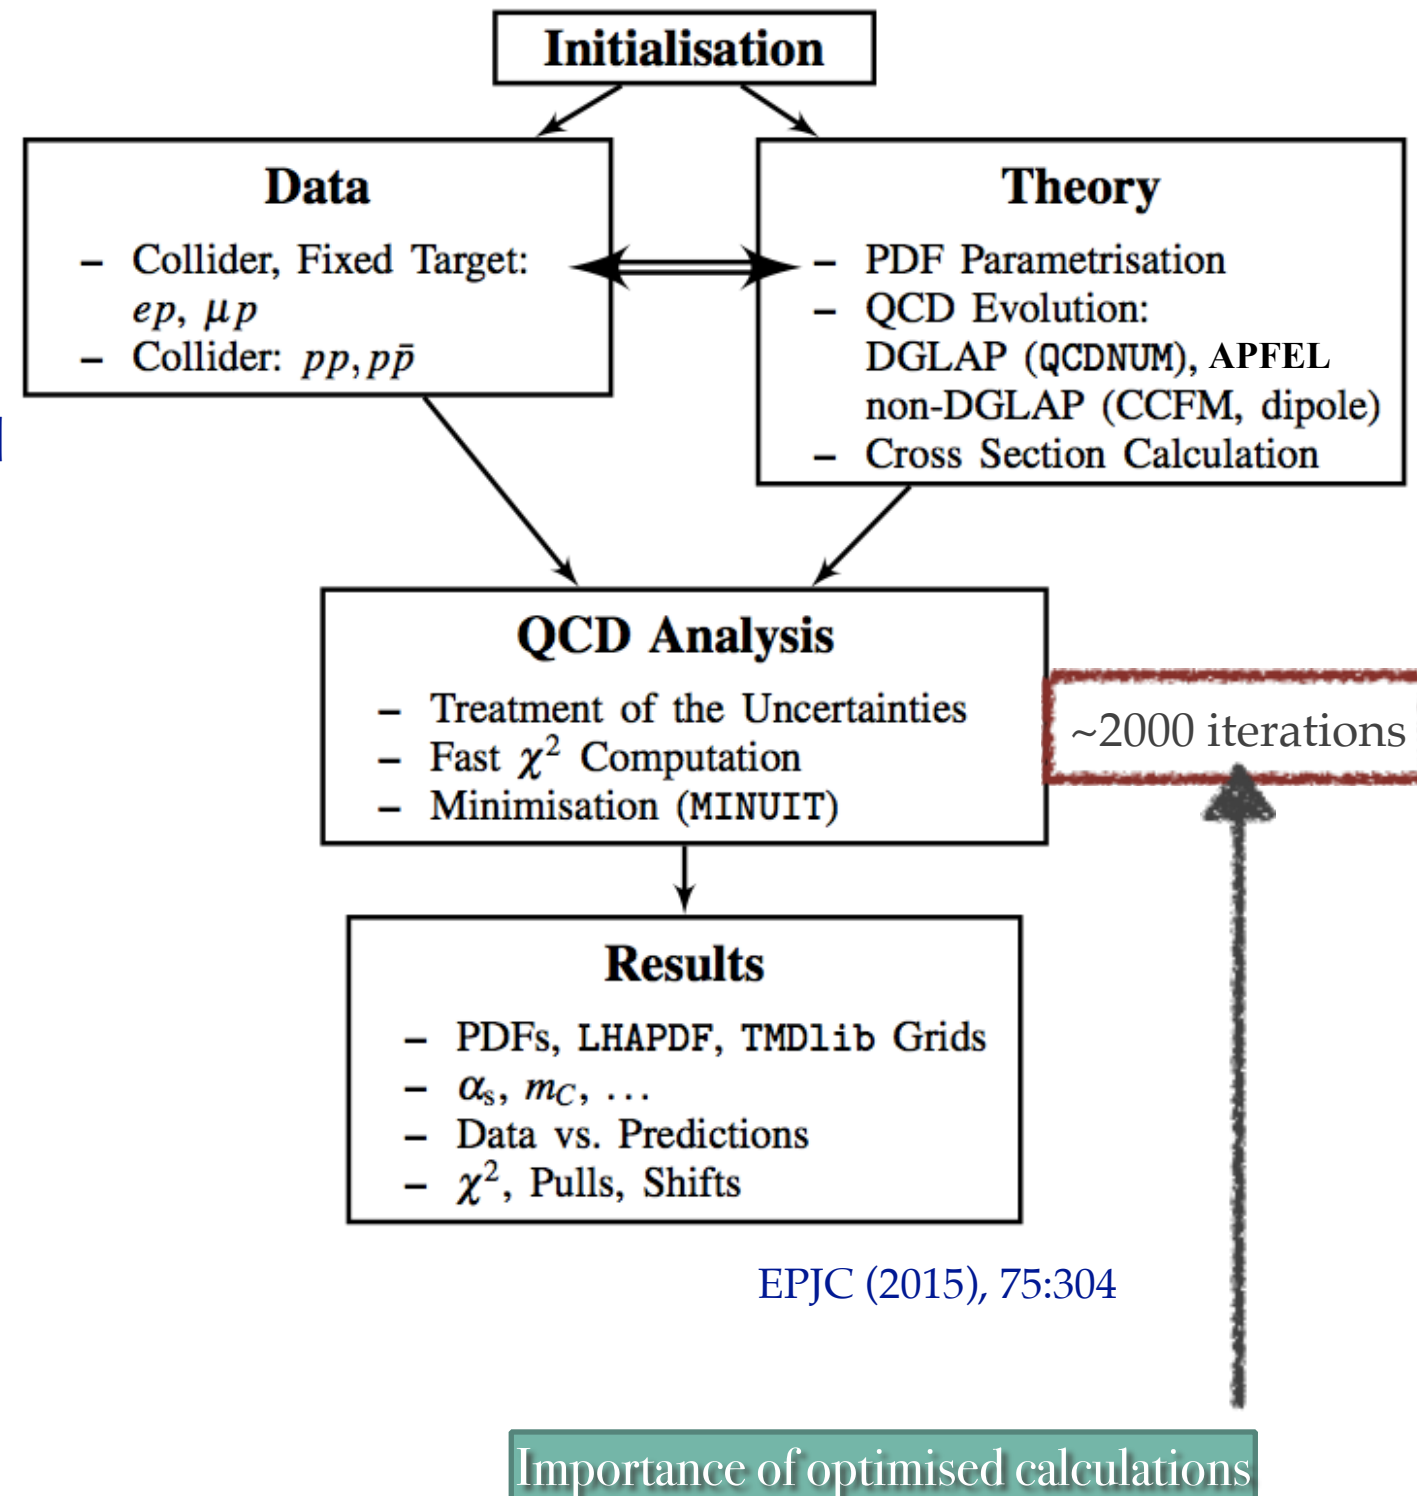 Initialisation
Data
– Collider, Fixed Target:
ep, μp
– Collider: pp, pp̄
Theory
– PDF Parametrisation
– QCD Evolution:
DGLAP (QCDNUM), APFEL
non-DGLAP (CCFM, dipole)
– Cross Section Calculation
QCD Analysis
– Treatment of the Uncertainties
– Fast χ² Computation
– Minimisation (MINUIT)
~2000 iterations
Results
– PDFs, LHAPDF, TMDlib Grids
– αs, mC, ...
– Data vs. Predictions
– χ², Pulls, Shifts
EPJC (2015), 75:304
Importance of optimised calculations